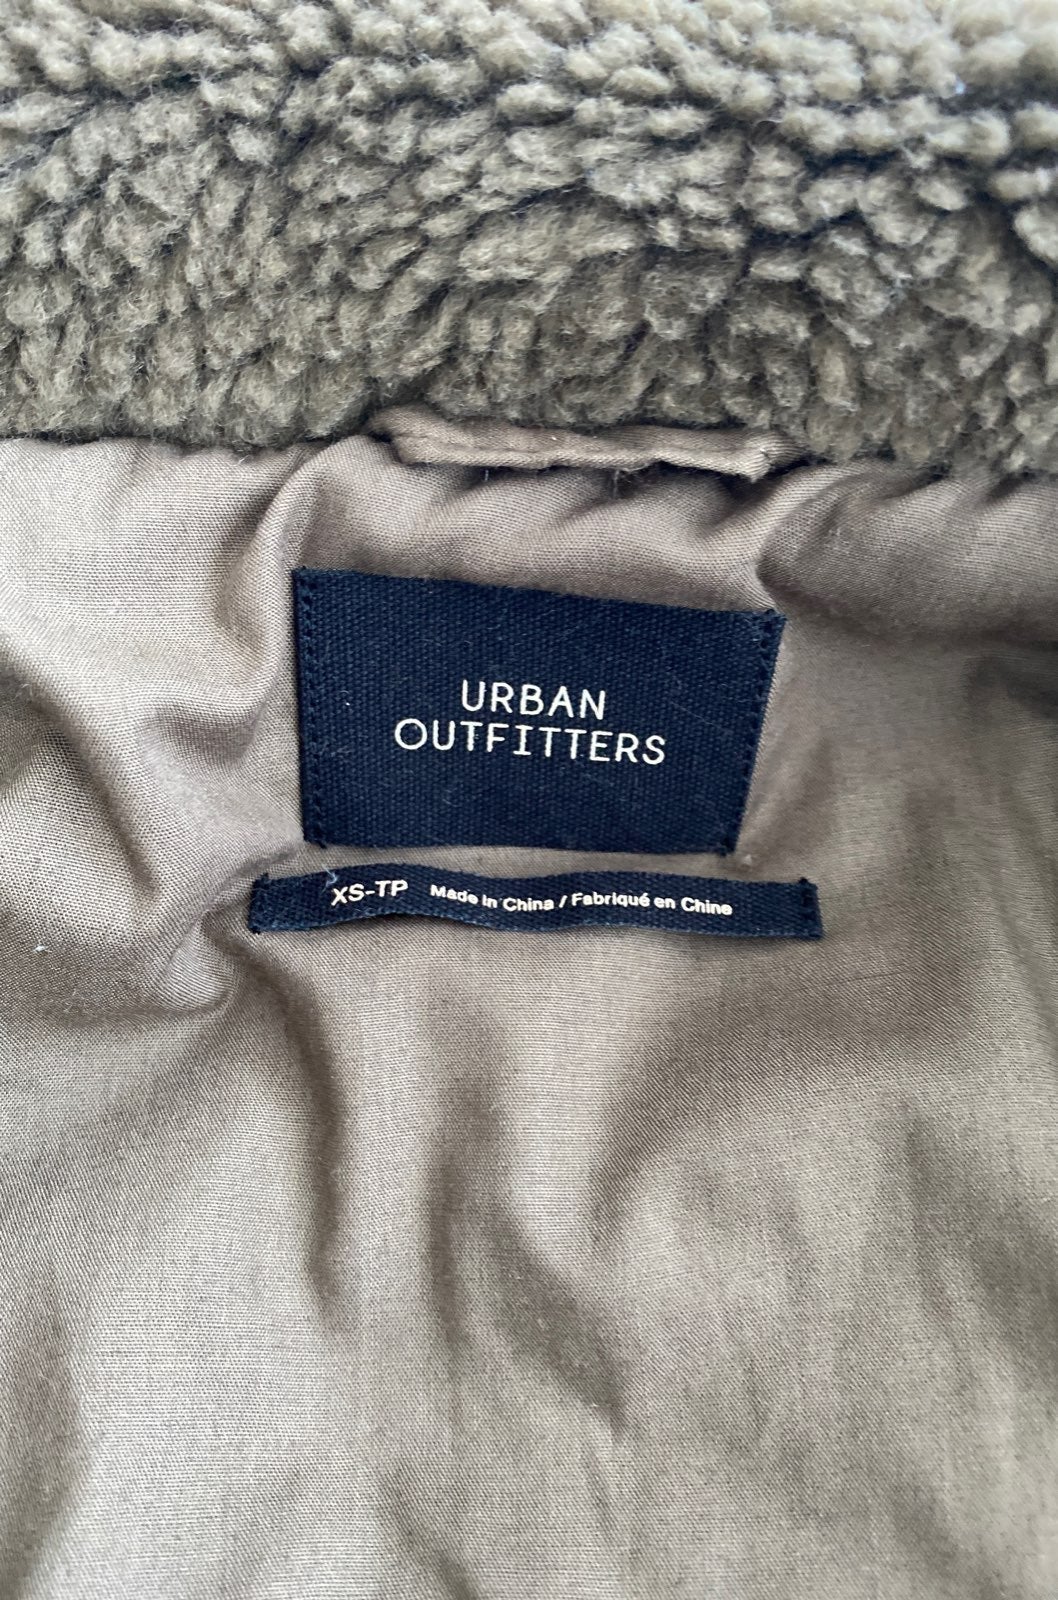 URBAN
OUTFITTERS
XS-TP Made in China / Fabriqué en Chine